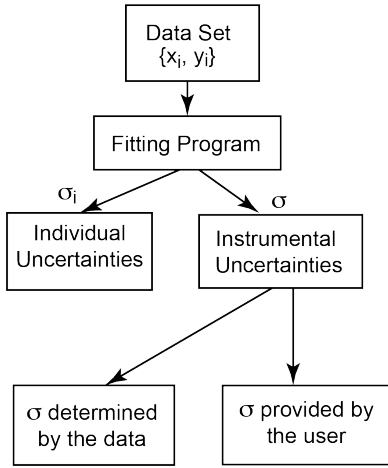 Data Set
{xᵢ, yᵢ}
Fitting Program
σᵢ
σ
Individual
Uncertainties
Instrumental
Uncertainties
σ determined
by the data
σ provided by
the user